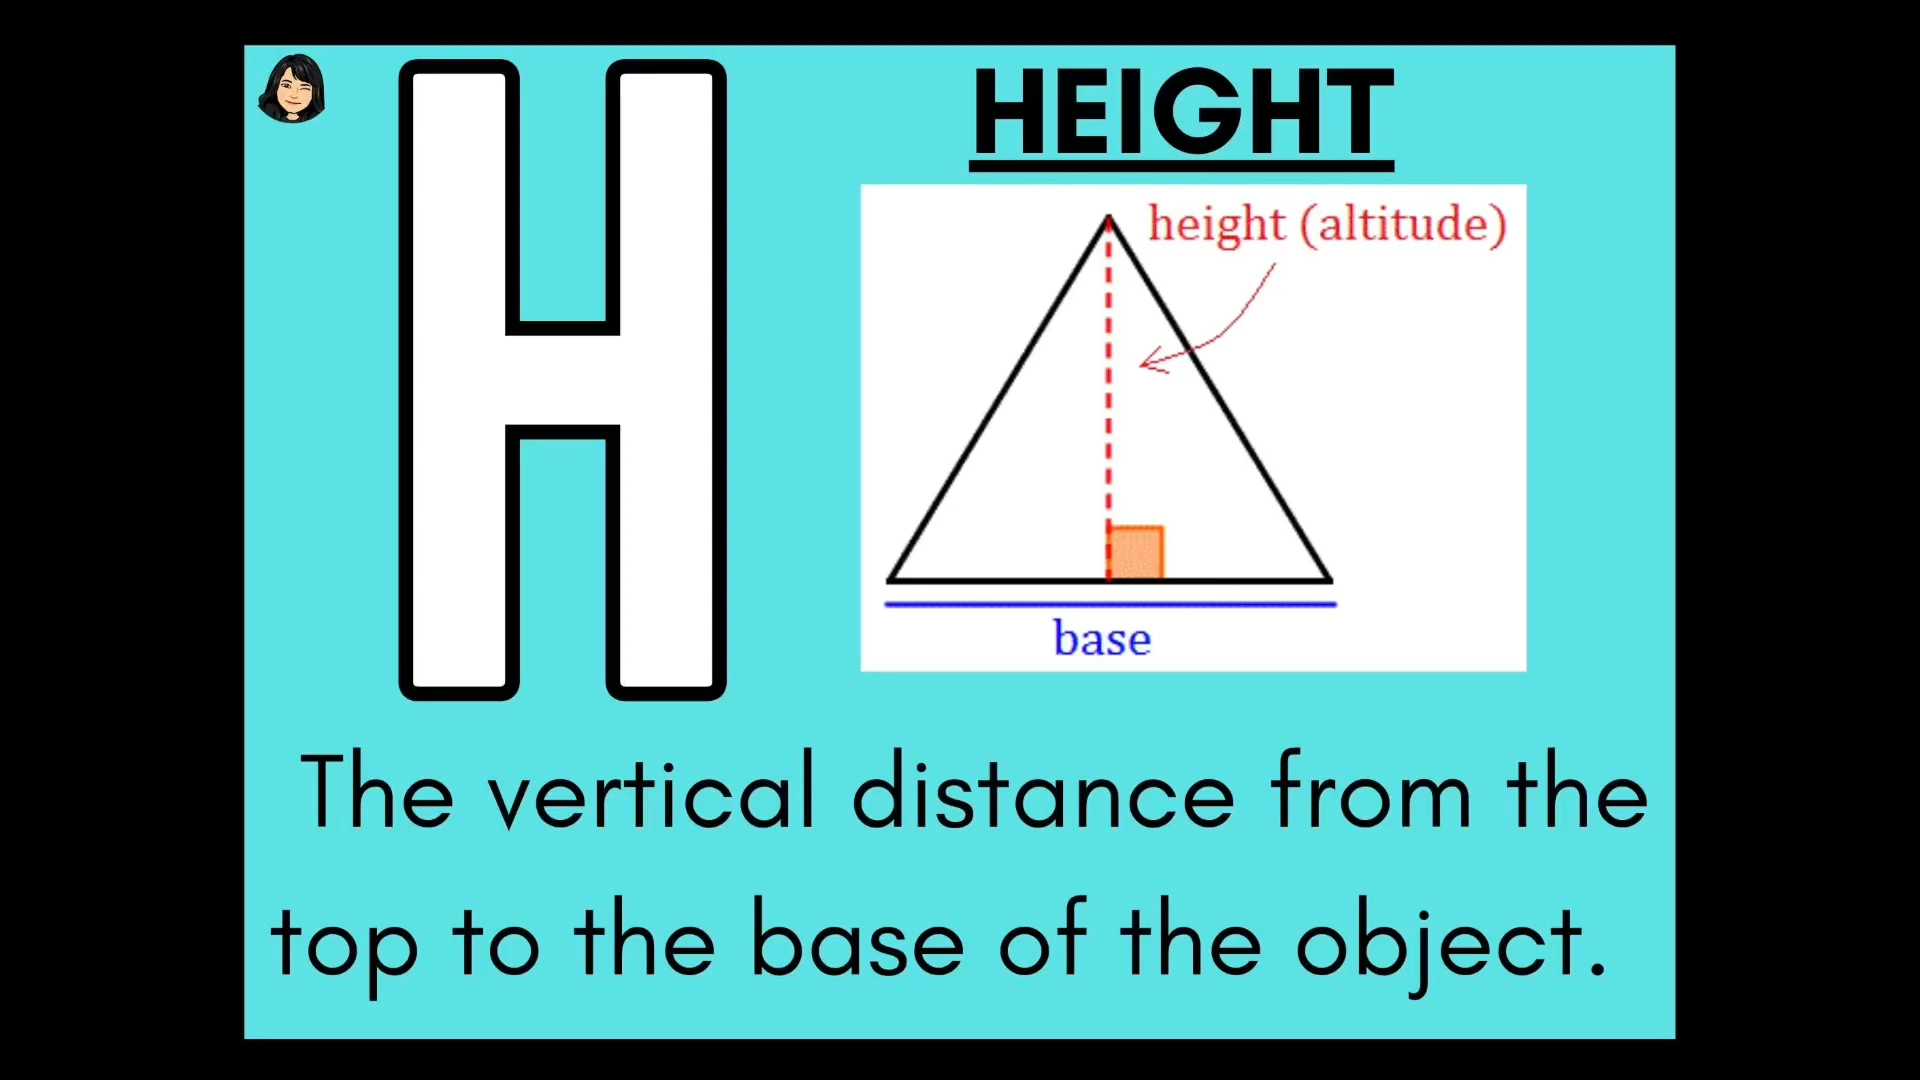 H
HEIGHT
height (altitude)
base
The vertical distance from the
top to the base of the object.